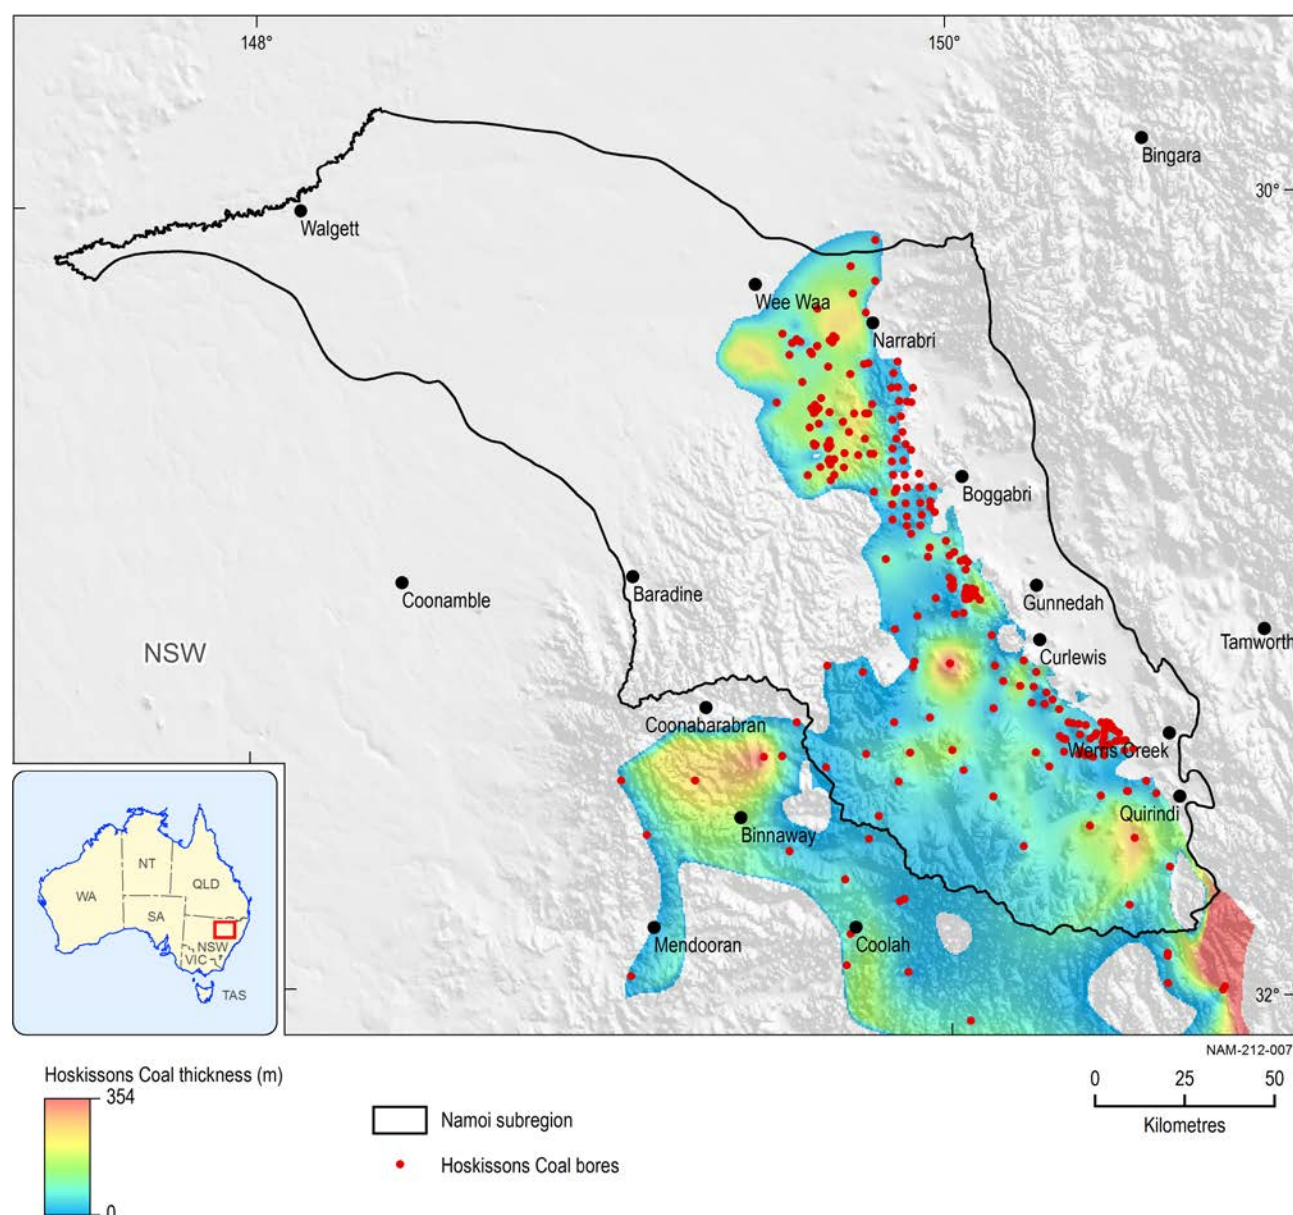 148°
150°
Bingara
30°
Walgett
Wee Waa
Narrabri
Boggabri
Baradine
Coonamble
Gunnedah
Tamworth
NSW
Curlewis
Coonabarabran
Werris Creek
Quirindi
Binnaway
Mendooran
Coolah
32°
NT
QLD
WA
SA
NSW
VIC
TAS
NAM-212-007
Hoskissons Coal thickness (m)
354
0
Namoi subregion
Hoskissons Coal bores
0 25 50
Kilometres